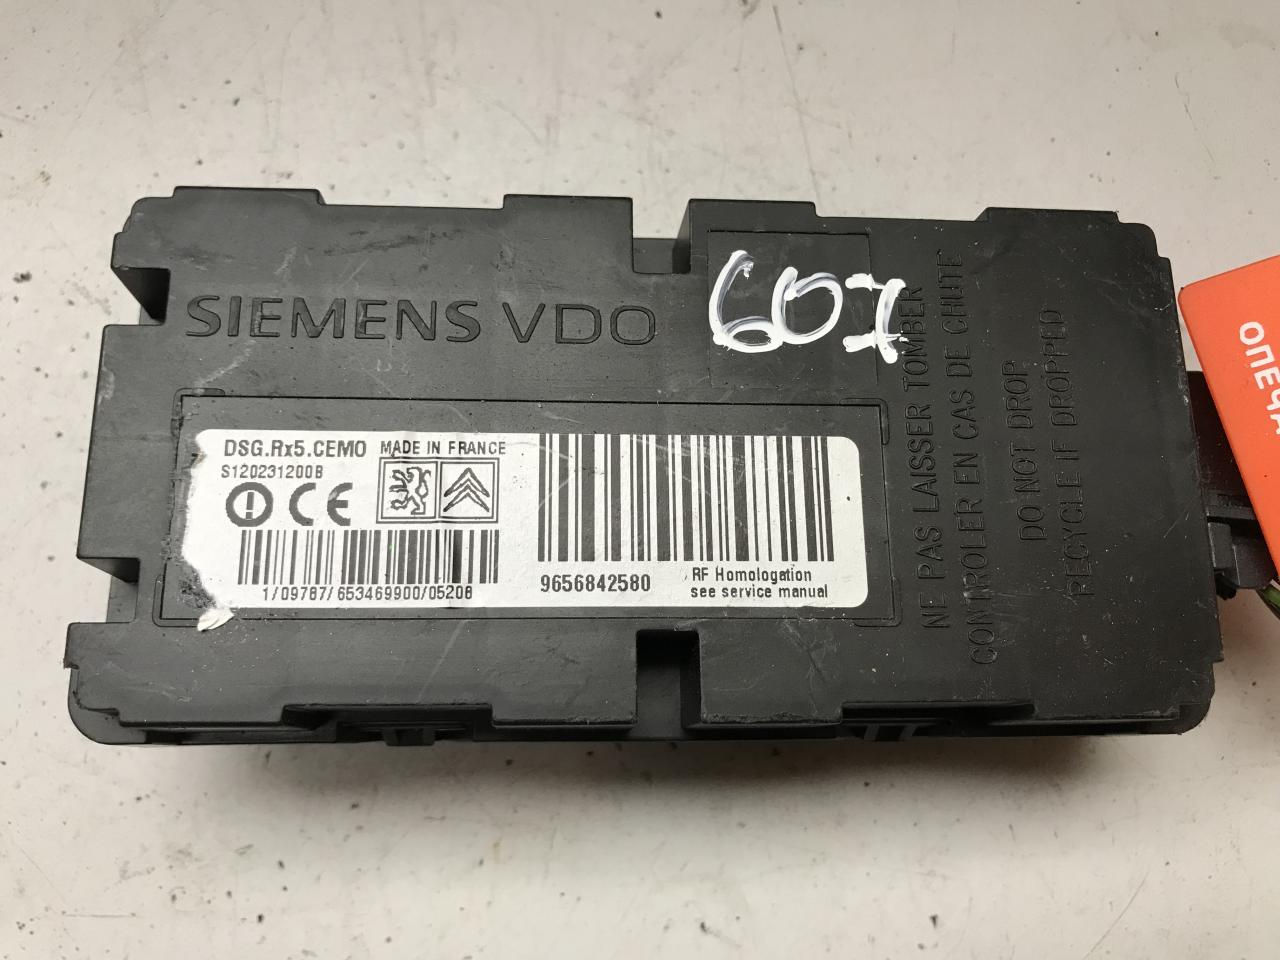 SIEMENS VDO
607
DSG.Rx5.CEMO MADE IN FRANCE
S120231200B
CE
1/09787/653469900/05208
9656842580
RF Homologation
see service manual
NE PAS LAISSER TOMBER
CONTROLER EN CAS DE CHUTE
DO NOT DROP
RECYCLE IF DROPPED